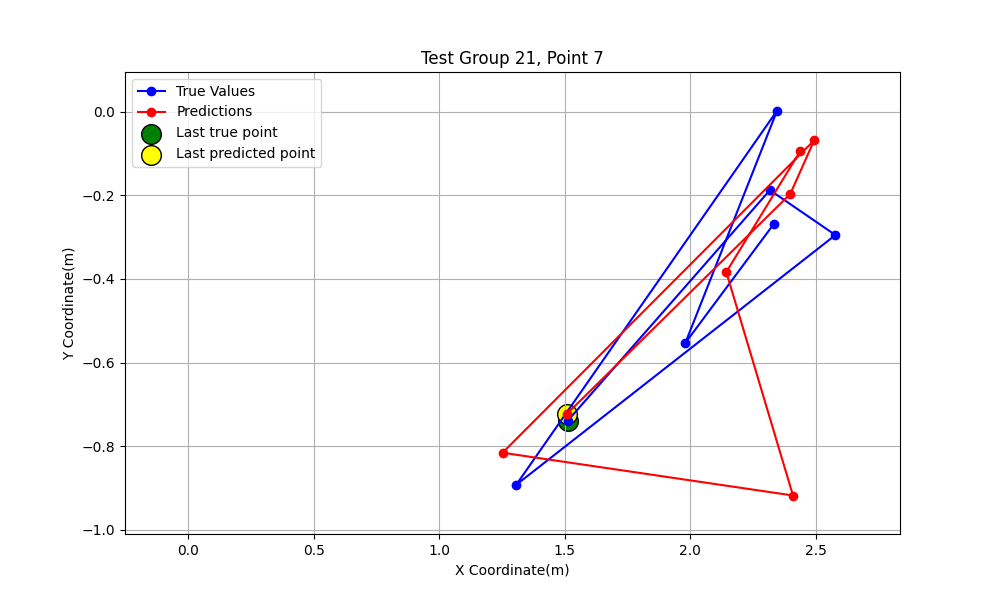 Test Group 21, Point 7
True Values
Predictions
Last true point
Last predicted point
0.0
−0.2
−0.4
−0.6
−0.8
−1.0
Y Coordinate(m)
0.0 0.5 1.0 1.5 2.0 2.5
X Coordinate(m)